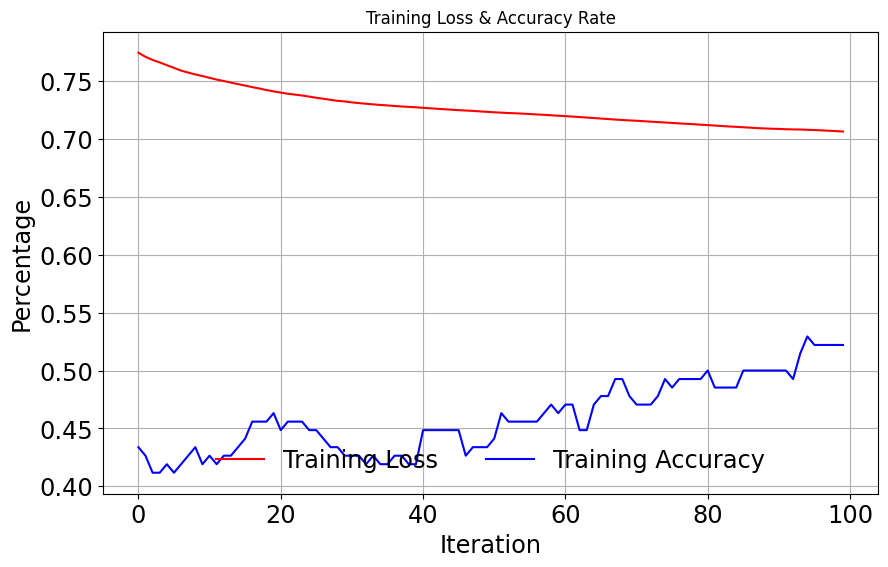 Training Loss & Accuracy Rate
Percentage
0.75
0.70
0.65
0.60
0.55
0.50
0.45
0.40
Training Loss
Training Accuracy
0 20 40 60 80 100
Iteration